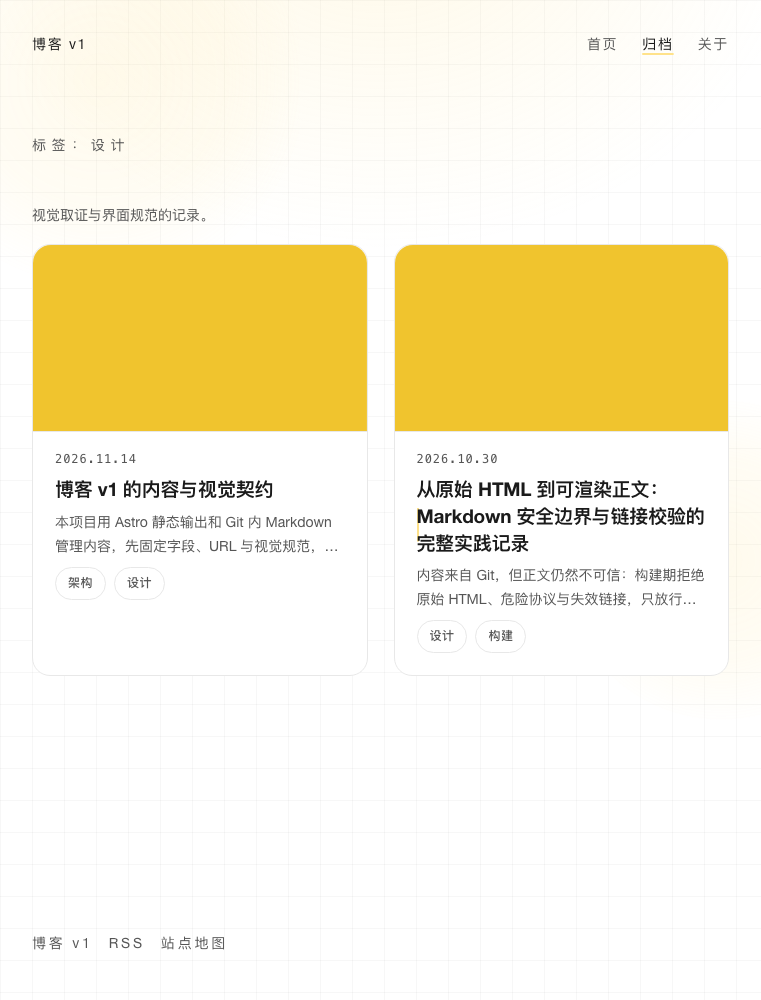 博客 v1
首页 归档 关于
标签：设计
视觉取证与界面规范的记录。
2026.11.14
博客 v1 的内容与视觉契约
本项目用 Astro 静态输出和 Git 内 Markdown
管理内容，先固定字段、URL 与视觉规范，…
架构 设计
2026.10.30
从原始 HTML 到可渲染正文：
Markdown 安全边界与链接校验的
完整实践记录
内容来自 Git，但正文仍然不可信：构建期拒绝
原始 HTML、危险协议与失效链接，只放行…
设计 构建
博客 v1 RSS 站点地图